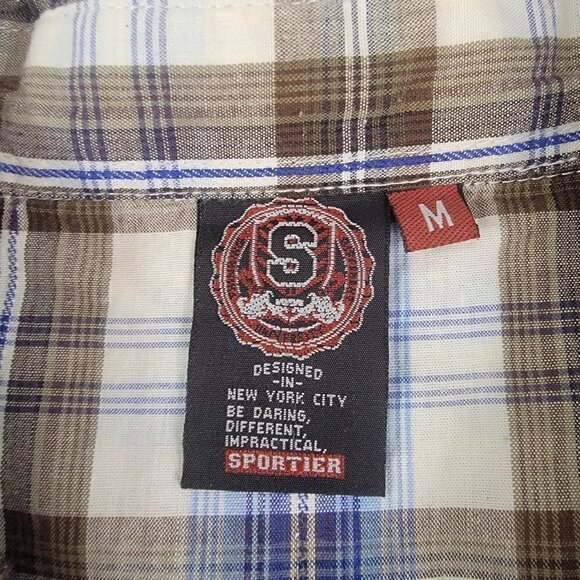 S
M
DESIGNED
-IN-
NEW YORK CITY
BE DARING,
DIFFERENT,
IMPRACTICAL,
SPORTIER